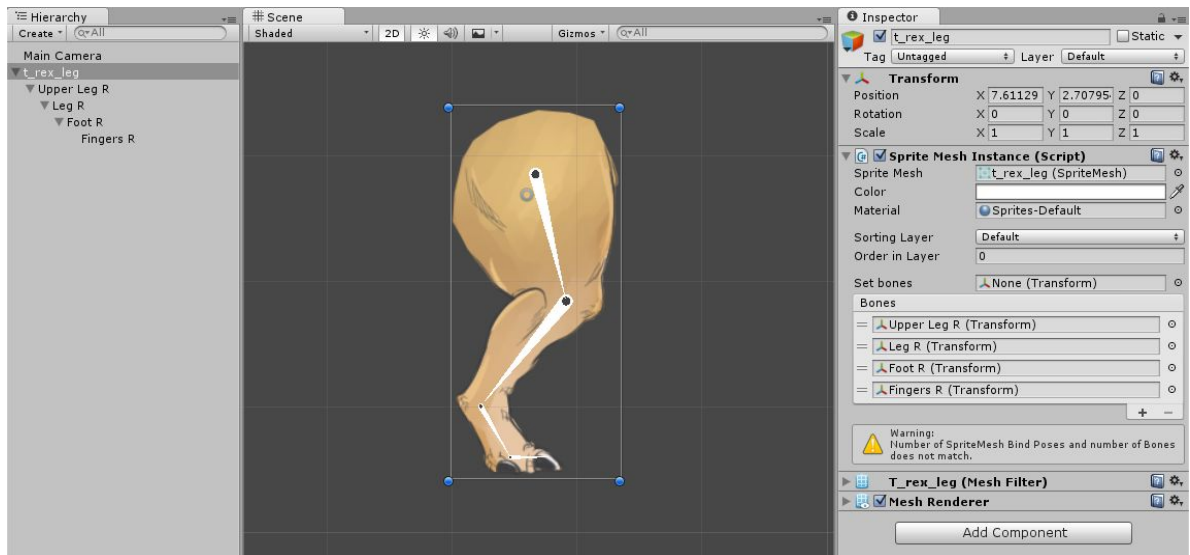 Hierarchy
Create
All
Main Camera
t_rex_leg
Upper Leg R
Leg R
Foot R
Fingers R
Scene
Shaded
2D
Gizmos
All
Inspector
t_rex_leg
Static
Tag Untagged Layer Default
Transform
Position X 7.61129 Y 2.70795 Z 0
Rotation X 0 Y 0 Z 0
Scale X 1 Y 1 Z 1
Sprite Mesh Instance (Script)
Sprite Mesh t_rex_leg (SpriteMesh)
Color
Material Sprites-Default
Sorting Layer Default
Order in Layer 0
Set bones None (Transform)
Bones
Upper Leg R (Transform)
Leg R (Transform)
Foot R (Transform)
Fingers R (Transform)
+ −
Warning:
Number of SpriteMesh Bind Poses and number of Bones
does not match.
T_rex_leg (Mesh Filter)
Mesh Renderer
Add Component